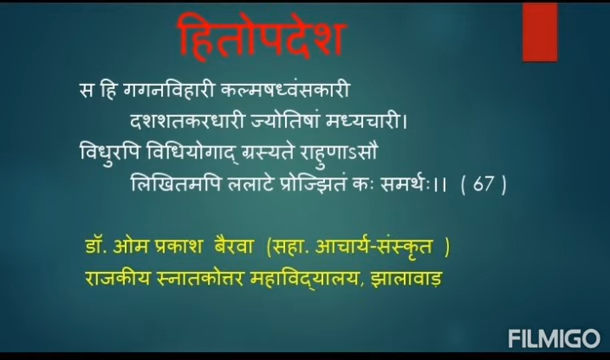 हितोपदेश
स हि गगनविहारी कल्मषध्वंसकारी
दशशतकरधारी ज्योतिषां मध्यचारी।
विधुरपि विधियोगाद् ग्रस्यते राहुणाऽसौ
लिखितमपि ललाटे प्रोज्झितं कः समर्थः।। ( 67 )
डॉ. ओम प्रकाश बैरवा (सहा. आचार्य-संस्कृत )
राजकीय स्नातकोत्तर महाविद्यालय, झालावाड़
FILMIGO